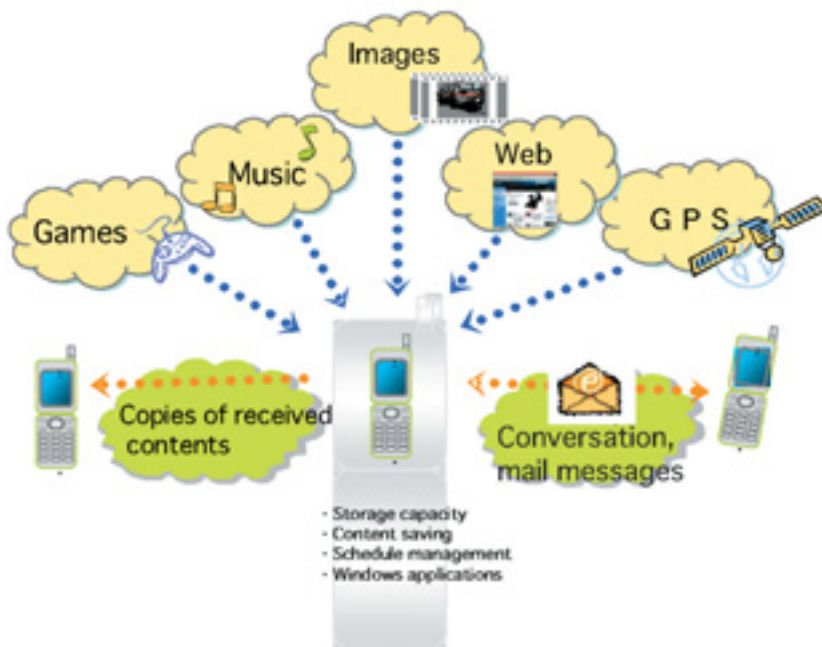 Images
Music
Web
Games
G P S
Copies of received
contents
Conversation,
mail messages
- Storage capacity
- Content saving
- Schedule management
- Windows applications